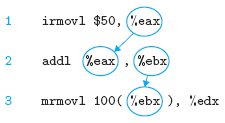 1 irmovl $50, %eax
2 addl %eax , %ebx
3 mrmovl 100( %ebx ), %edx